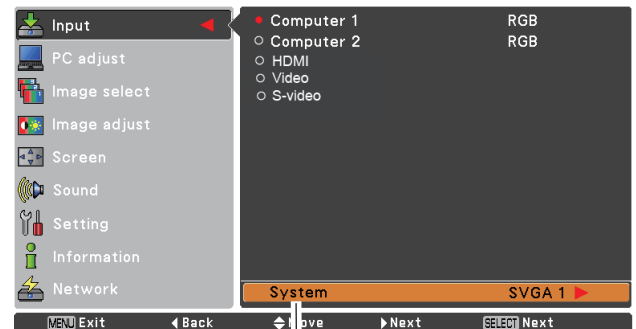 Input
PC adjust
Image select
Image adjust
Screen
Sound
Setting
Information
Network
Computer 1 RGB
Computer 2 RGB
HDMI
Video
S-video
System SVGA 1
MENU Exit Back Move Next SELECT Next